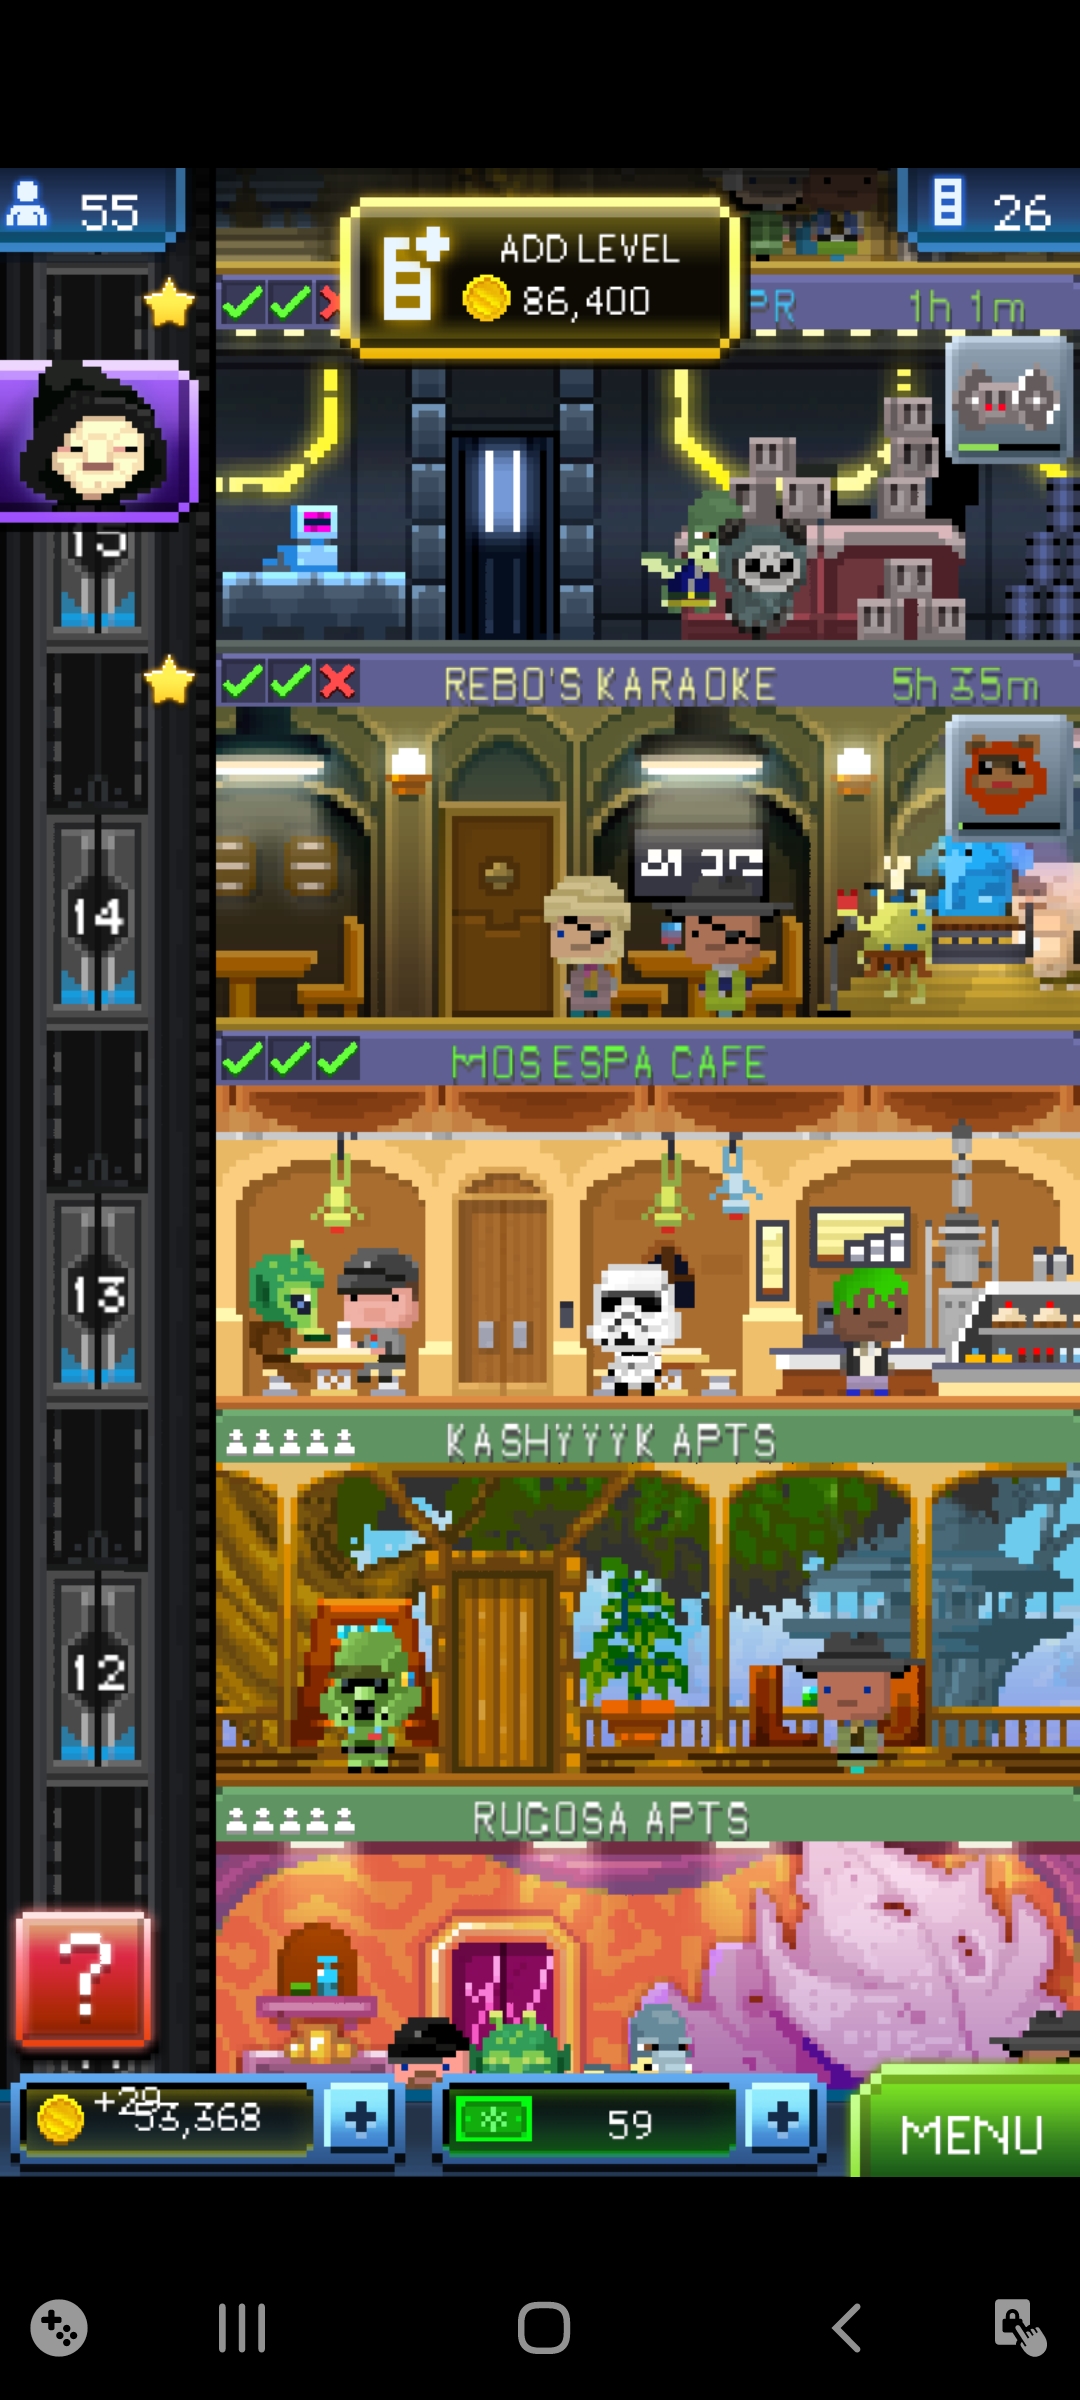 55
ADD LEVEL
86,400
26
PR
1h 1m
15
REBO'S KARAOKE
5h 35m
14
MOS ESPA CAFE
13
KASHYYYK APTS
12
RUGOSA APTS
?
+29
53,368
59
MENU